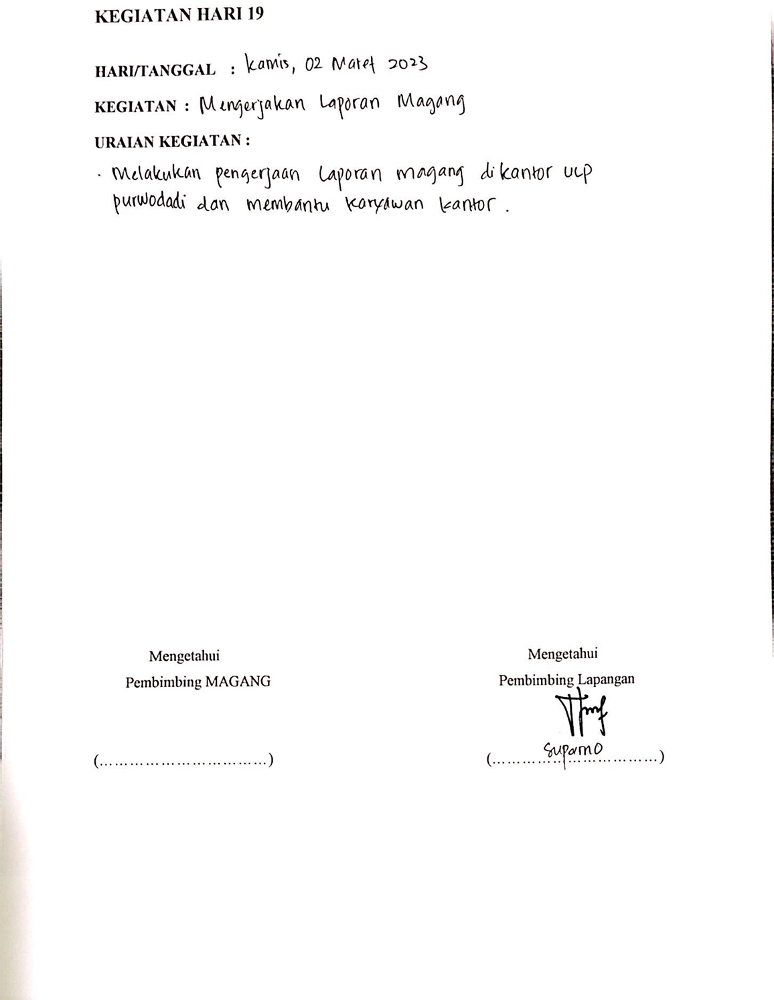 KEGIATAN HARI 19
HARI/TANGGAL : Kamis, 02 Maret 2023
KEGIATAN : Mengerjakan Laporan Magang
URAIAN KEGIATAN :
· Melakukan pengerjaan Laporan magang dikantor ULP
purwodadi dan membantu karyawan kantor .
Mengetahui
Pembimbing MAGANG
(................................)
Mengetahui
Pembimbing Lapangan
Suparno
(................................)